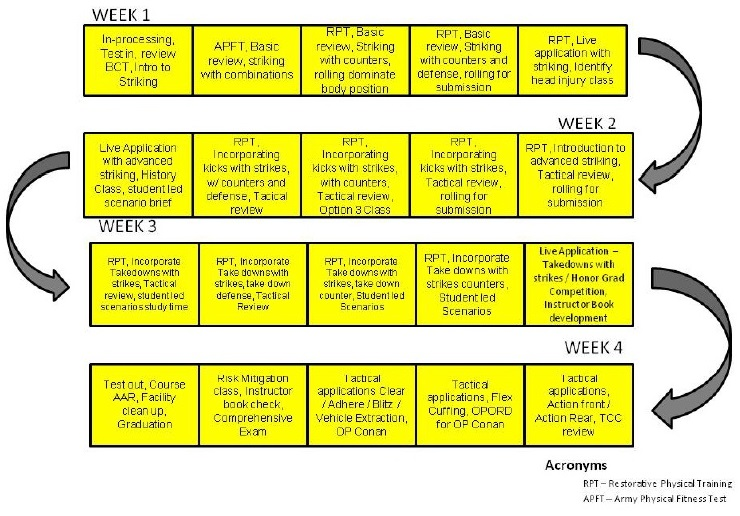 WEEK 1
In-processing,
Test in, review
BCT, Intro to
Striking
APFT, Basic
review, striking
with combinations
RPT, Basic
review, Striking
with counters,
rolling dominate
body position
RPT, Basic
review, Striking
with counters and
defense, rolling for
submission
RPT, Live
application with
striking, Identify
head injury class
WEEK 2
Live Application
with advanced
striking, History
Class, student led
scenario brief
RPT,
Incorporating
kicks with strikes,
w/ counters and
defense, Tacical
review
RPT,
Incorporating
kicks with strikes,
with counters,
Tactical review,
Option 3 Class
RPT,
Incorporating
kicks with strikes,
Tactical review,
rolling for
submission
RPT, Introduction to
advanced striking,
Tactical review,
rolling for
submission
WEEK 3
RPT, Incorporate
Takedowns with
strikes, Tactical
review, student led
scenarios study time
RPT, Incorporate
Take downs with
strikes, take down
defense, Tactical
Review
RPT, Incorporate
Take downs with
strikes, take down
counter, Student led
Scenarios
RPT, Incorporate
Take downs with
strikes counters,
Student led
Scenarios
Live Application –
Takedowns with
strikes / Honor Grad
Competition,
Instructor Book
development
WEEK 4
Test out, Course
AAR, Facility
clean up,
Graduation
Risk Mitigation
class, Instructor
book check,
Comprehensive
Exam
Tactical
applications Clear
/ Adhere / Blitz /
Vehicle Extraction,
OP Conan
Tactical
applications, Flex
Cuffing, OPORD
for OP Conan
Tactical
applications,
Action front /
Action Rear, TCC
review
Acronyms
RPT – Restorative Physical Training
APFT – Army Physical Fitness Test